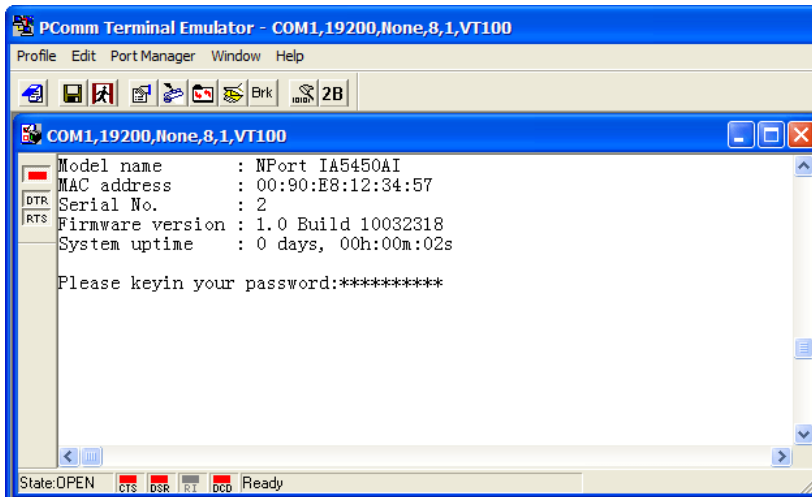 PComm Terminal Emulator - COM1,19200,None,8,1,VT100
Profile Edit Port Manager Window Help
Brk 2B
COM1,19200,None,8,1,VT100
DTR
RTS
Model name : NPort IA5450AI
MAC address : 00:90:E8:12:34:57
Serial No. : 2
Firmware version : 1.0 Build 10032318
System uptime : 0 days, 00h:00m:02s
Please keyin your password:**********
State:OPEN CTS DSR RI DCD Ready